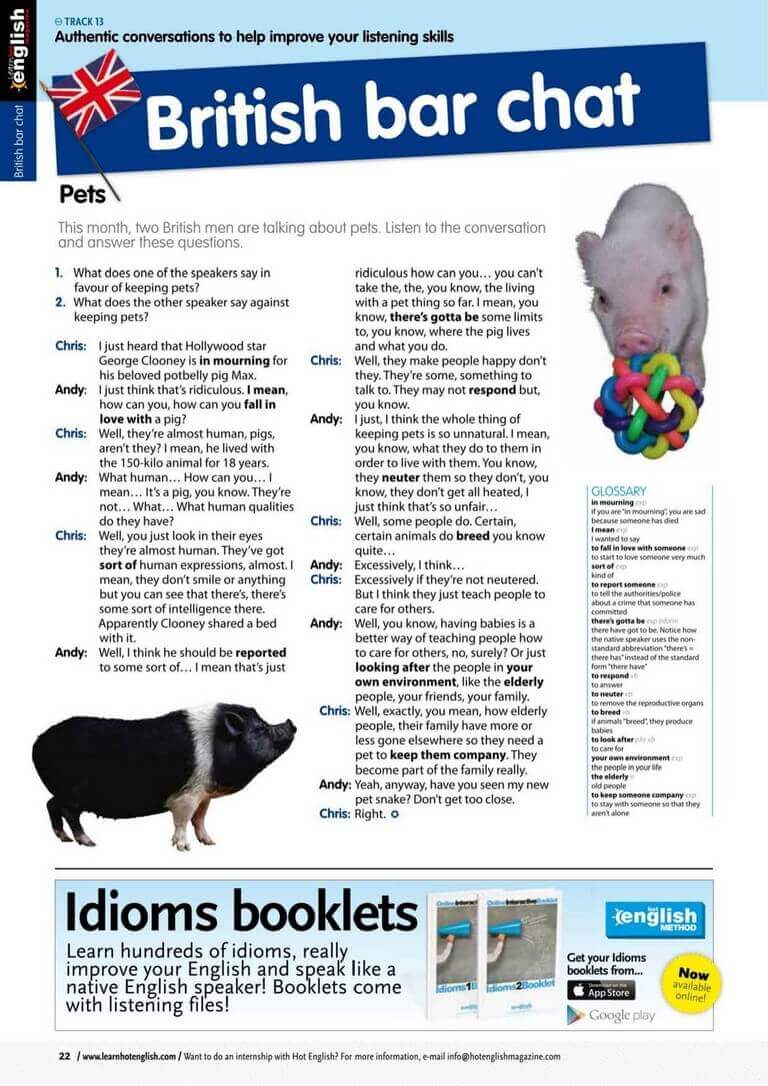 ⊖ TRACK 13
Authentic conversations to help improve your listening skills
english
British bar chat
British bar chat
Pets
This month, two British men are talking about pets. Listen to the conversation
and answer these questions.
1. What does one of the speakers say in
favour of keeping pets?
2. What does the other speaker say against
keeping pets?
Chris: I just heard that Hollywood star
George Clooney is in mourning for
his beloved potbelly pig Max.
Andy: I just think that's ridiculous. I mean,
how can you, how can you fall in
love with a pig?
Chris: Well, they're almost human, pigs,
aren't they? I mean, he lived with
the 150-kilo animal for 18 years.
Andy: What human… How can you… I
mean… It's a pig, you know. They're
not… What… What human qualities
do they have?
Chris: Well, you just look in their eyes
they're almost human. They've got
sort of human expressions, almost. I
mean, they don't smile or anything
but you can see that there's, there's
some sort of intelligence there.
Apparently Clooney shared a bed
with it.
Andy: Well, I think he should be reported
to some sort of… I mean that's just
ridiculous how can you… you can't
take the, the, you know, the living
with a pet thing so far. I mean, you
know, there's gotta be some limits
to, you know, where the pig lives
and what you do.
Chris: Well, they make people happy don't
they. They're some, something to
talk to. They may not respond but,
you know.
Andy: I just, I think the whole thing of
keeping pets is so unnatural. I mean,
you know, what they do to them in
order to live with them. You know,
they neuter them so they don't, you
know, they don't get all heated, I
just think that's so unfair…
Chris: Well, some people do. Certain,
certain animals do breed you know
quite…
Andy: Excessively, I think…
Chris: Excessively if they're not neutered.
But I think they just teach people to
care for others.
Andy: Well, you know, having babies is a
better way of teaching people how
to care for others, no, surely? Or just
looking after the people in your
own environment, like the elderly
people, your friends, your family.
Chris: Well, exactly, you mean, how elderly
people, their family have more or
less gone elsewhere so they need a
pet to keep them company. They
become part of the family really.
Andy: Yeah, anyway, have you seen my new
pet snake? Don't get too close.
Chris: Right.
GLOSSARY
in mourning exp
if you are "in mourning", you are sad
because someone has died
I mean exp
I wanted to say
to fall in love with someone exp
to start to love someone very much
sort of exp
kind of
to report someone exp
to tell the authorities/police
about a crime that someone has
committed
there's gotta be exp inform
there have got to be. Notice how
the native speaker uses the non-
standard abbreviation "there's =
there has" instead of the standard
form "there have"
to respond vb
to answer
to neuter vb
to remove the reproductive organs
to breed vb
if animals "breed", they produce
babies
to look after phr vb
to care for
your own environment exp
the people in your life
the elderly n
old people
to keep someone company exp
to stay with someone so that they
aren't alone
Idioms booklets
Learn hundreds of idioms, really
improve your English and speak like a
native English speaker! Booklets come
with listening files!
Idioms1B
OnlineInteractiveBooklet
Idioms2Booklet
hot
english
METHOD
Get your Idioms
booklets from...
Download on the
App Store
Google play
Now
available
online!
22 / www.learnhotenglish.com / Want to do an internship with Hot English? For more information, e-mail info@hotenglishmagazine.com